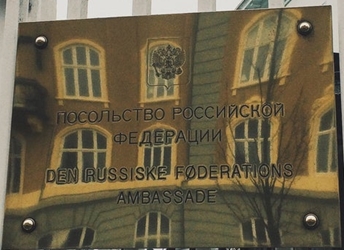 ПОСОЛЬСТВО РОССИЙСКОЙ
ФЕДЕРАЦИИ
DEN RUSSISKE FØDERATIONS
AMBASSADE